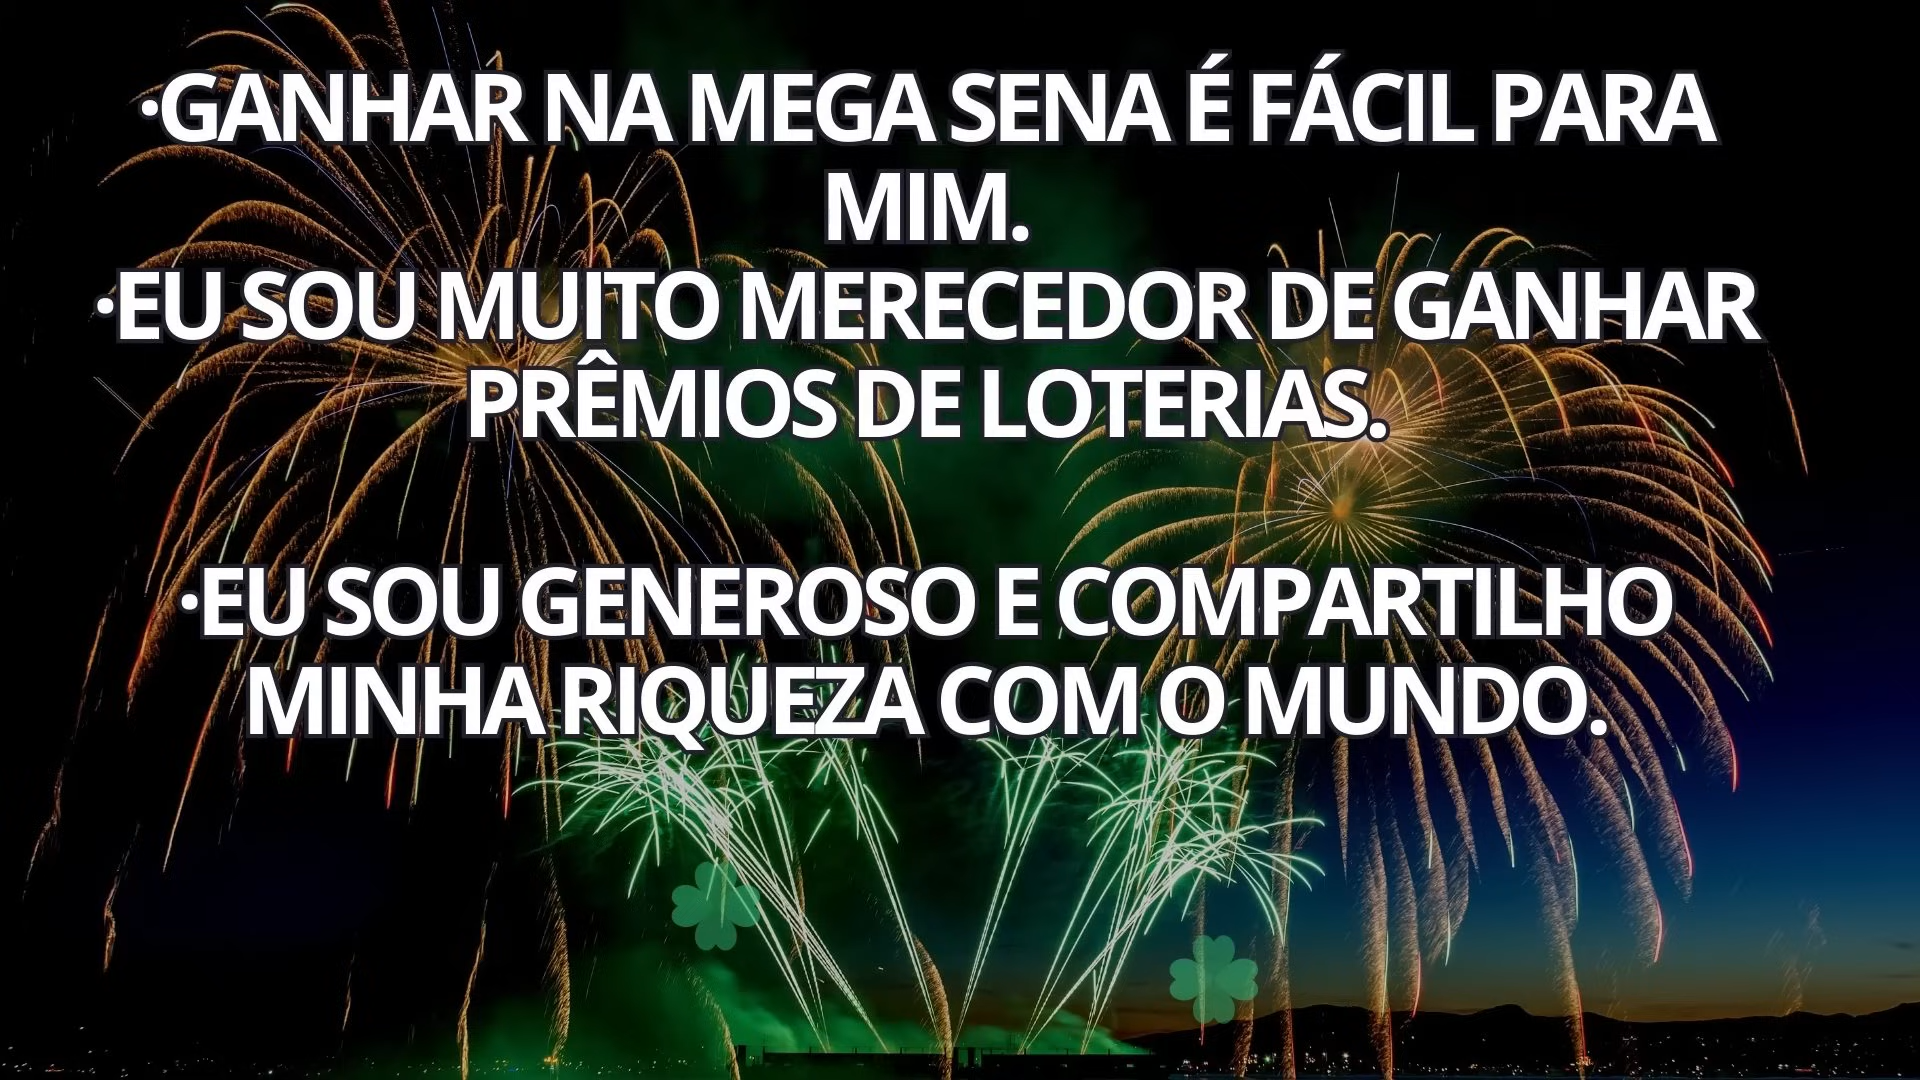 ·GANHAR NA MEGA SENA É FÁCIL PARA
MIM.
·EU SOU MUITO MERECEDOR DE GANHAR
PRÊMIOS DE LOTERIAS.
·EU SOU GENEROSO E COMPARTILHO
MINHA RIQUEZA COM O MUNDO.